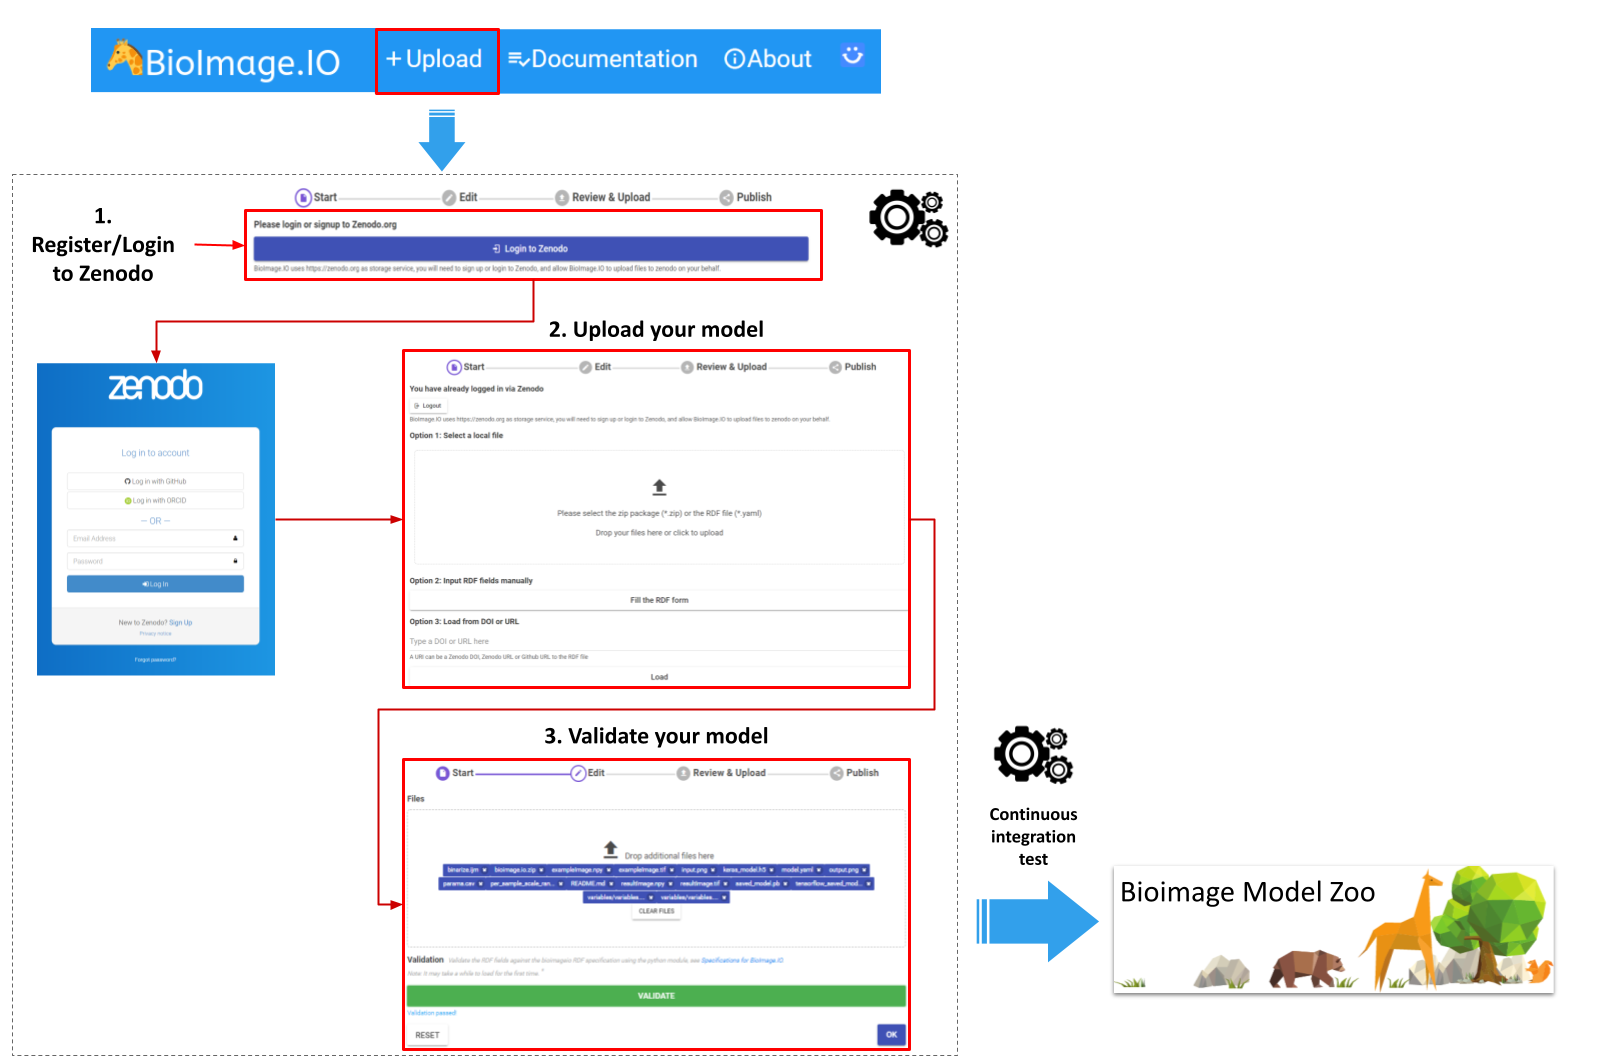 BioImage.IO
+Upload
Documentation
About
1.
Register/Login
to Zenodo
Start
Edit
Review & Upload
Publish
Please login or signup to Zenodo.org
Login to Zenodo
BioImage.IO uses https://zenodo.org as storage service, you will need to sign up or login to Zenodo, and allow BioImage.IO to upload files to zenodo on your behalf.
zenodo
Log in to account
Log in with GitHub
Log in with ORCID
— OR —
Email Address
Password
Log In
New to Zenodo? Sign Up
Privacy notice
Forgot password?
2. Upload your model
Start
Edit
Review & Upload
Publish
You have already logged in via Zenodo
Logout
BioImage.IO uses https://zenodo.org as storage service, you will need to sign up or login to Zenodo, and allow BioImage.IO to upload files to zenodo on your behalf.
Option 1: Select a local file
Please select the zip package (*.zip) or the RDF file (*.yaml)
Drop your files here or click to upload
Option 2: Input RDF fields manually
Fill the RDF form
Option 3: Load from DOI or URL
Type a DOI or URL here
A URI can be a Zenodo DOI, Zenodo URL or Github URL to the RDF file
Load
3. Validate your model
Start
Edit
Review & Upload
Publish
Files
Drop additional files here
binarize.ijm
bioimage.io.zip
exampleImage.npy
exampleImage.tif
input.png
keras_model.h5
model.yaml
output.png
params.csv
per_sample_scale_ran...
README.md
resultImage.npy
resultImage.tif
saved_model.pb
tensorflow_saved_mod...
variables/variables....
variables/variables....
CLEAR FILES
Validation
Validate the RDF fields against the bioimageio RDF specification using the python module, see Specifications for BioImage.IO
Note: It may take a while to load for the first time.
VALIDATE
Validation passed!
RESET
OK
Continuous
integration
test
Bioimage Model Zoo